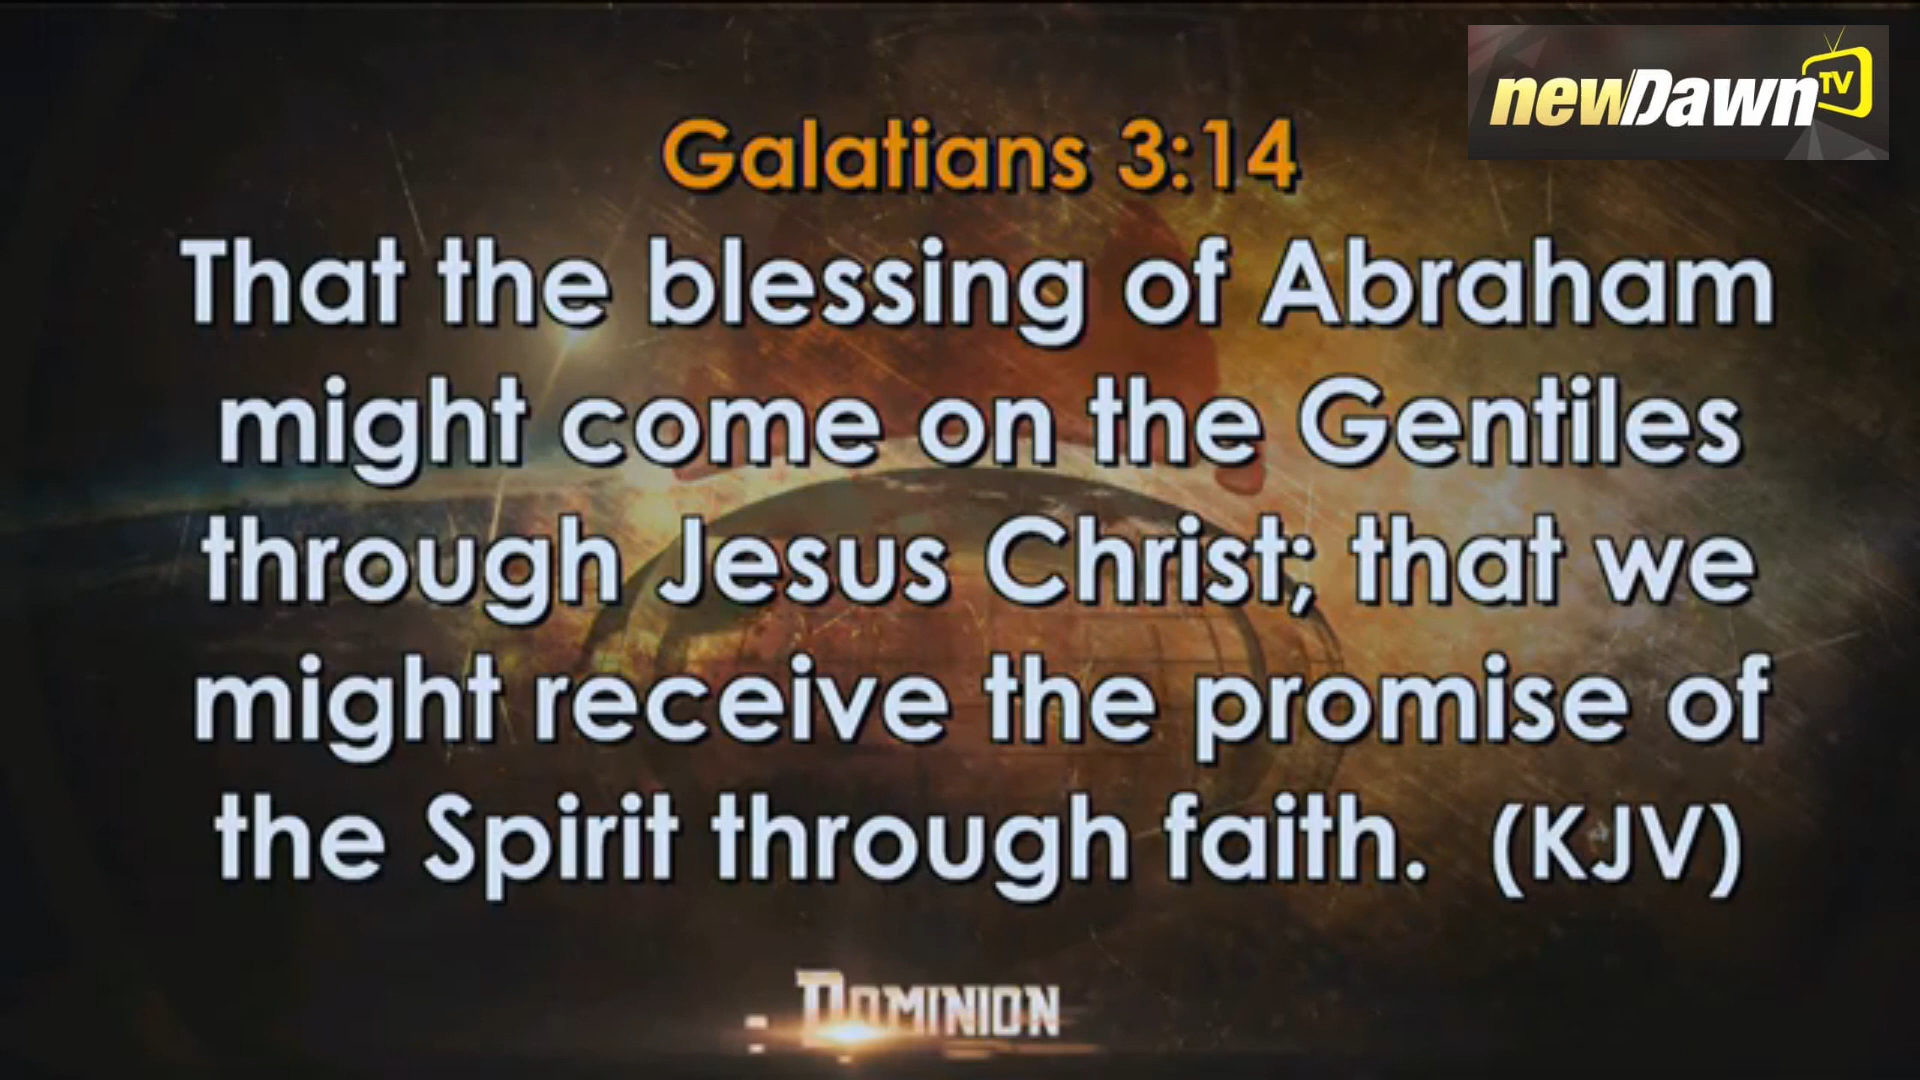 newDawn TV
Galatians 3:14
That the blessing of Abraham
might come on the Gentiles
through Jesus Christ; that we
might receive the promise of
the Spirit through faith. (KJV)
DOMINION